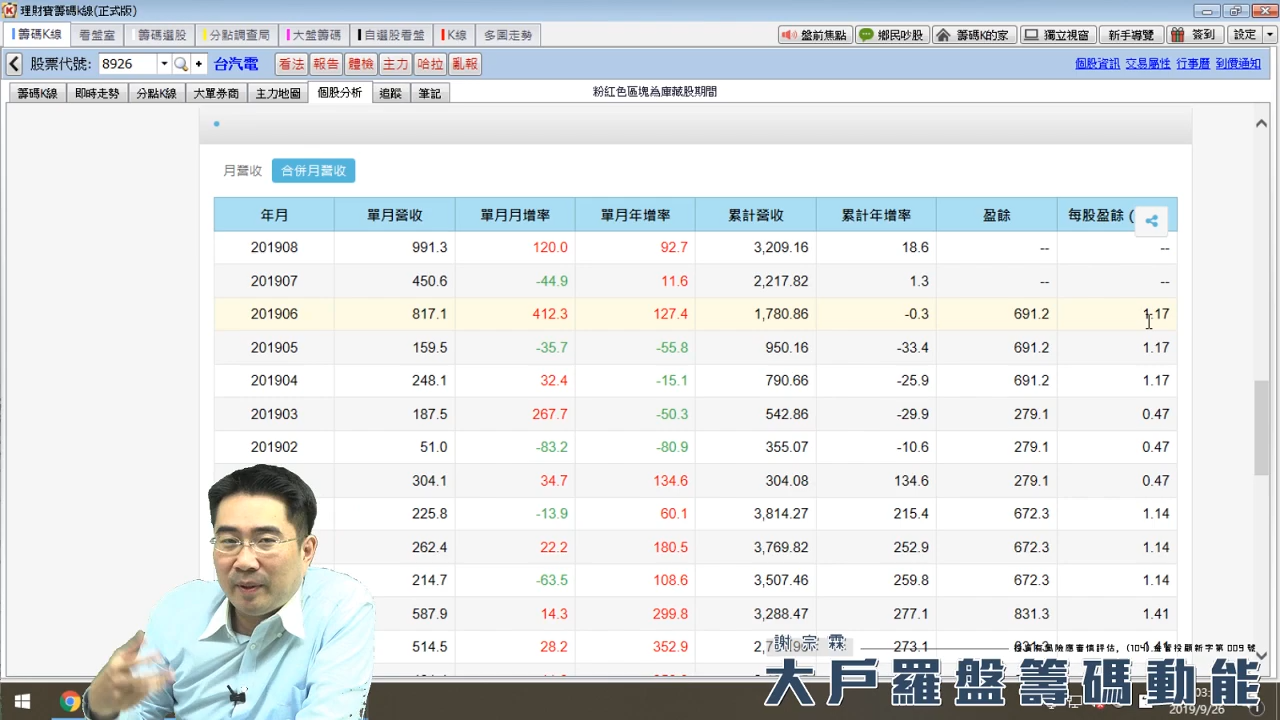 理財寶籌碼k線(正式版)
籌碼K線 看盤室 籌碼選股 分點調查局 大盤籌碼 自選股看盤 K線 多圖走勢 盤前焦點 鄉民吵股 籌碼K的家 獨立視窗 新手導覽 簽到 設定
股票代號: 8926 台汽電 看法 報告 體檢 主力 哈拉 亂報 個股資訊 交易屬性 行事曆 到價通知
籌碼K線 即時走勢 分點K線 大單券商 主力地圖 個股分析 追蹤 筆記 粉紅色區塊為庫藏股期間
月營收 合併月營收
年月 單月營收 單月月增率 單月年增率 累計營收 累計年增率 盈餘 每股盈餘 (
201908 991.3 120.0 92.7 3,209.16 18.6 -- --
201907 450.6 -44.9 11.6 2,217.82 1.3 -- --
201906 817.1 412.3 127.4 1,780.86 -0.3 691.2 1.17
201905 159.5 -35.7 -55.8 950.16 -33.4 691.2 1.17
201904 248.1 32.4 -15.1 790.66 -25.9 691.2 1.17
201903 187.5 267.7 -50.3 542.86 -29.9 279.1 0.47
201902 51.0 -83.2 -80.9 355.07 -10.6 279.1 0.47
304.1 34.7 134.6 304.08 134.6 279.1 0.47
225.8 -13.9 60.1 3,814.27 215.4 672.3 1.14
262.4 22.2 180.5 3,769.82 252.9 672.3 1.14
214.7 -63.5 108.6 3,507.46 259.8 672.3 1.14
587.9 14.3 299.8 3,288.47 277.1 831.3 1.41
514.5 28.2 352.9 273.1
謝宗霖
大戶羅盤籌碼動能
2019/9/26